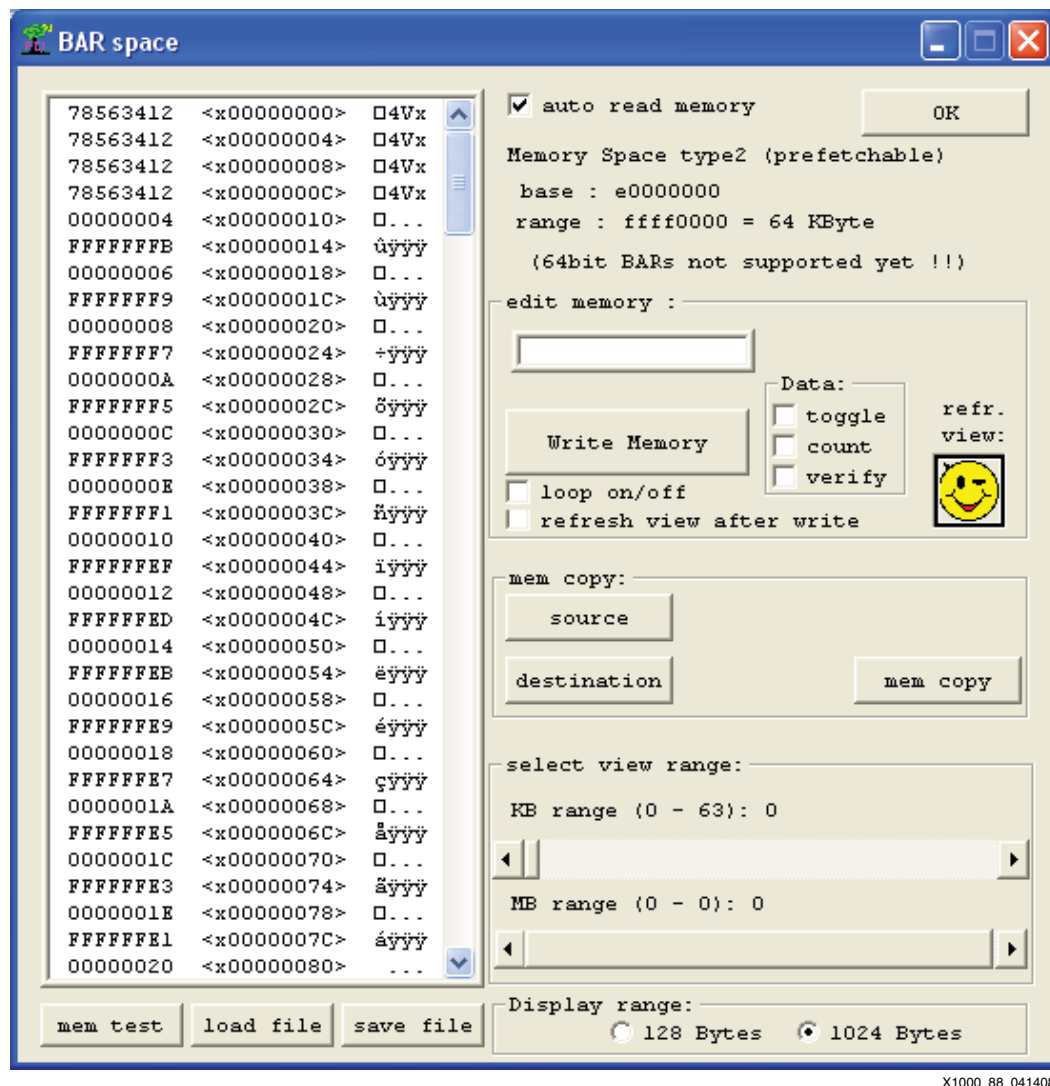 BAR space
78563412 <x00000000> □4Vx
78563412 <x00000004> □4Vx
78563412 <x00000008> □4Vx
78563412 <x0000000C> □4Vx
00000004 <x00000010> □...
FFFFFFFB <x00000014> ûÿÿÿ
00000006 <x00000018> □...
FFFFFFF9 <x0000001C> ùÿÿÿ
00000008 <x00000020> □...
FFFFFFF7 <x00000024> ÷ÿÿÿ
0000000A <x00000028> □...
FFFFFFF5 <x0000002C> õÿÿÿ
0000000C <x00000030> □...
FFFFFFF3 <x00000034> óÿÿÿ
0000000E <x00000038> □...
FFFFFFF1 <x0000003C> ñÿÿÿ
00000010 <x00000040> □...
FFFFFFEF <x00000044> ïÿÿÿ
00000012 <x00000048> □...
FFFFFFED <x0000004C> íÿÿÿ
00000014 <x00000050> □...
FFFFFFEB <x00000054> ëÿÿÿ
00000016 <x00000058> □...
FFFFFFE9 <x0000005C> éÿÿÿ
00000018 <x00000060> □...
FFFFFFE7 <x00000064> çÿÿÿ
0000001A <x00000068> □...
FFFFFFE5 <x0000006C> åÿÿÿ
0000001C <x00000070> □...
FFFFFFE3 <x00000074> ãÿÿÿ
0000001E <x00000078> □...
FFFFFFE1 <x0000007C> áÿÿÿ
00000020 <x00000080> ...
mem test load file save file
auto read memory OK
Memory Space type2 (prefetchable)
base : e0000000
range : ffff0000 = 64 KByte
(64bit BARs not supported yet !!)
edit memory :
Write Memory
loop on/off
refresh view after write
Data:
toggle
count
verify
refr.
view:
mem copy:
source
destination mem copy
select view range:
KB range (0 - 63): 0
MB range (0 - 0): 0
Display range:
128 Bytes 1024 Bytes